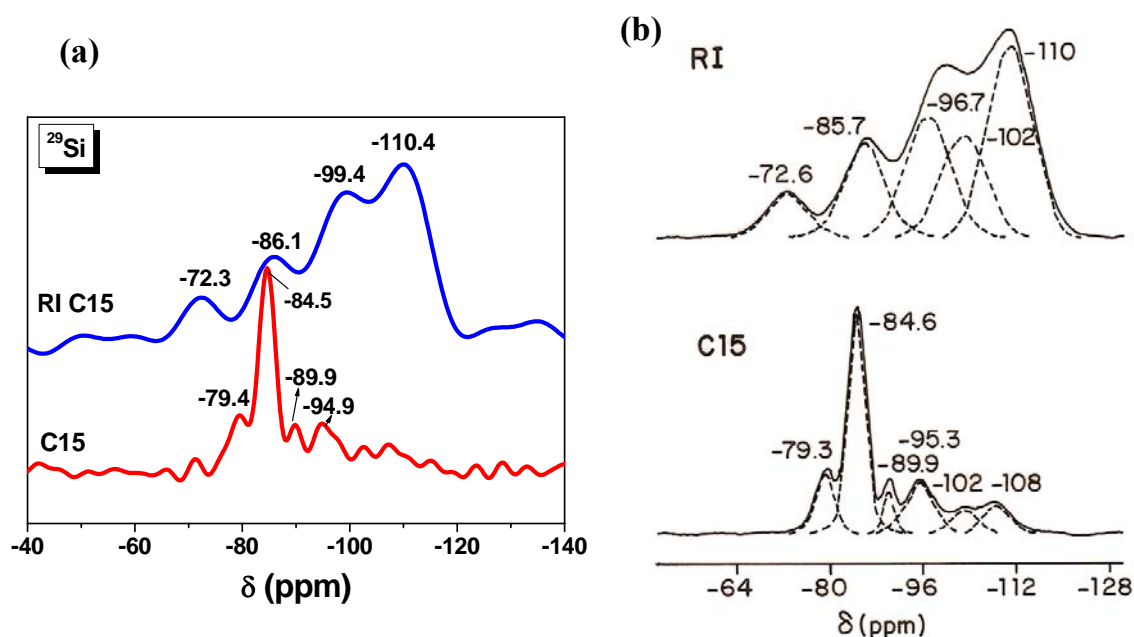 (a)
²⁹Si
-110.4
-99.4
-86.1
-72.3
-84.5
RI C15
-89.9
-79.4
-94.9
C15
-40 -60 -80 -100 -120 -140
δ (ppm)
(b)
RI
-110
-96.7
-85.7
-102
-72.6
C15
-84.6
-79.3
-95.3
-89.9
-102 -108
-64 -80 -96 -112 -128
δ (ppm)